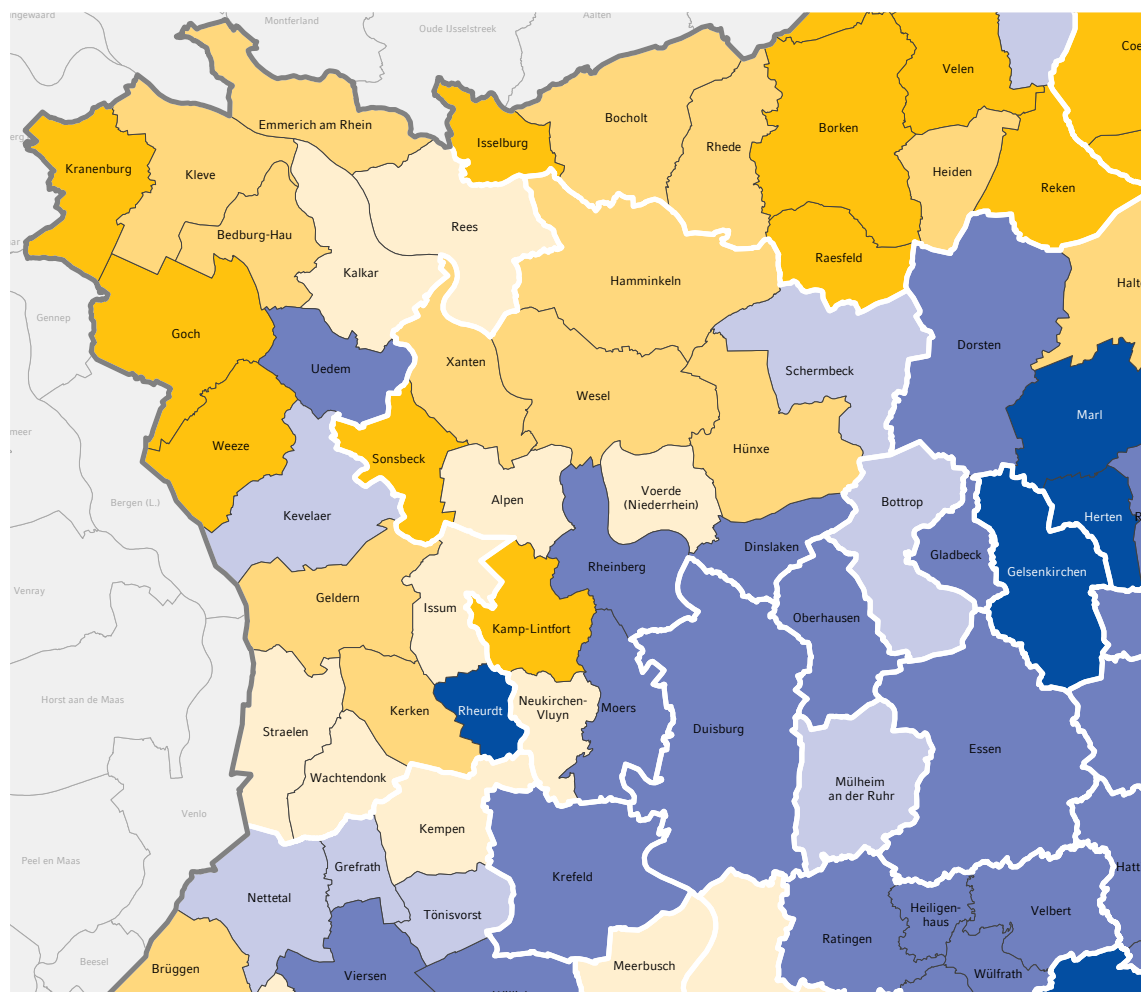 Montferland
Oude IJsselstreek
Aalten
Velen
Bocholt
Emmerich am Rhein
Borken
Isselburg
Rhede
Kranenburg
Kleve
Heiden
Reken
Rees
Bedburg-Hau
Raesfeld
Kalkar
Hamminkeln
Gennep
Goch
Dorsten
Xanten
Uedem
Schermbeck
Wesel
Marl
Weeze
Hünxe
Sonsbeck
Voerde
(Niederrhein)
Alpen
Bottrop
Bergen (L.)
Kevelaer
Herten
Dinslaken
Gladbeck
Rheinberg
Gelsenkirchen
Venray
Geldern
Issum
Oberhausen
Kamp-Lintfort
Horst aan de Maas
Neukirchen-
Vluyn
Kerken
Rheurdt
Moers
Straelen
Duisburg
Essen
Wachtendonk
Mülheim
an der Ruhr
Venlo
Kempen
Peel en Maas
Grefrath
Krefeld
Nettetal
Tönisvorst
Heiligen-
haus
Velbert
Ratingen
Beesel
Brüggen
Meerbusch
Viersen
Wülfrath